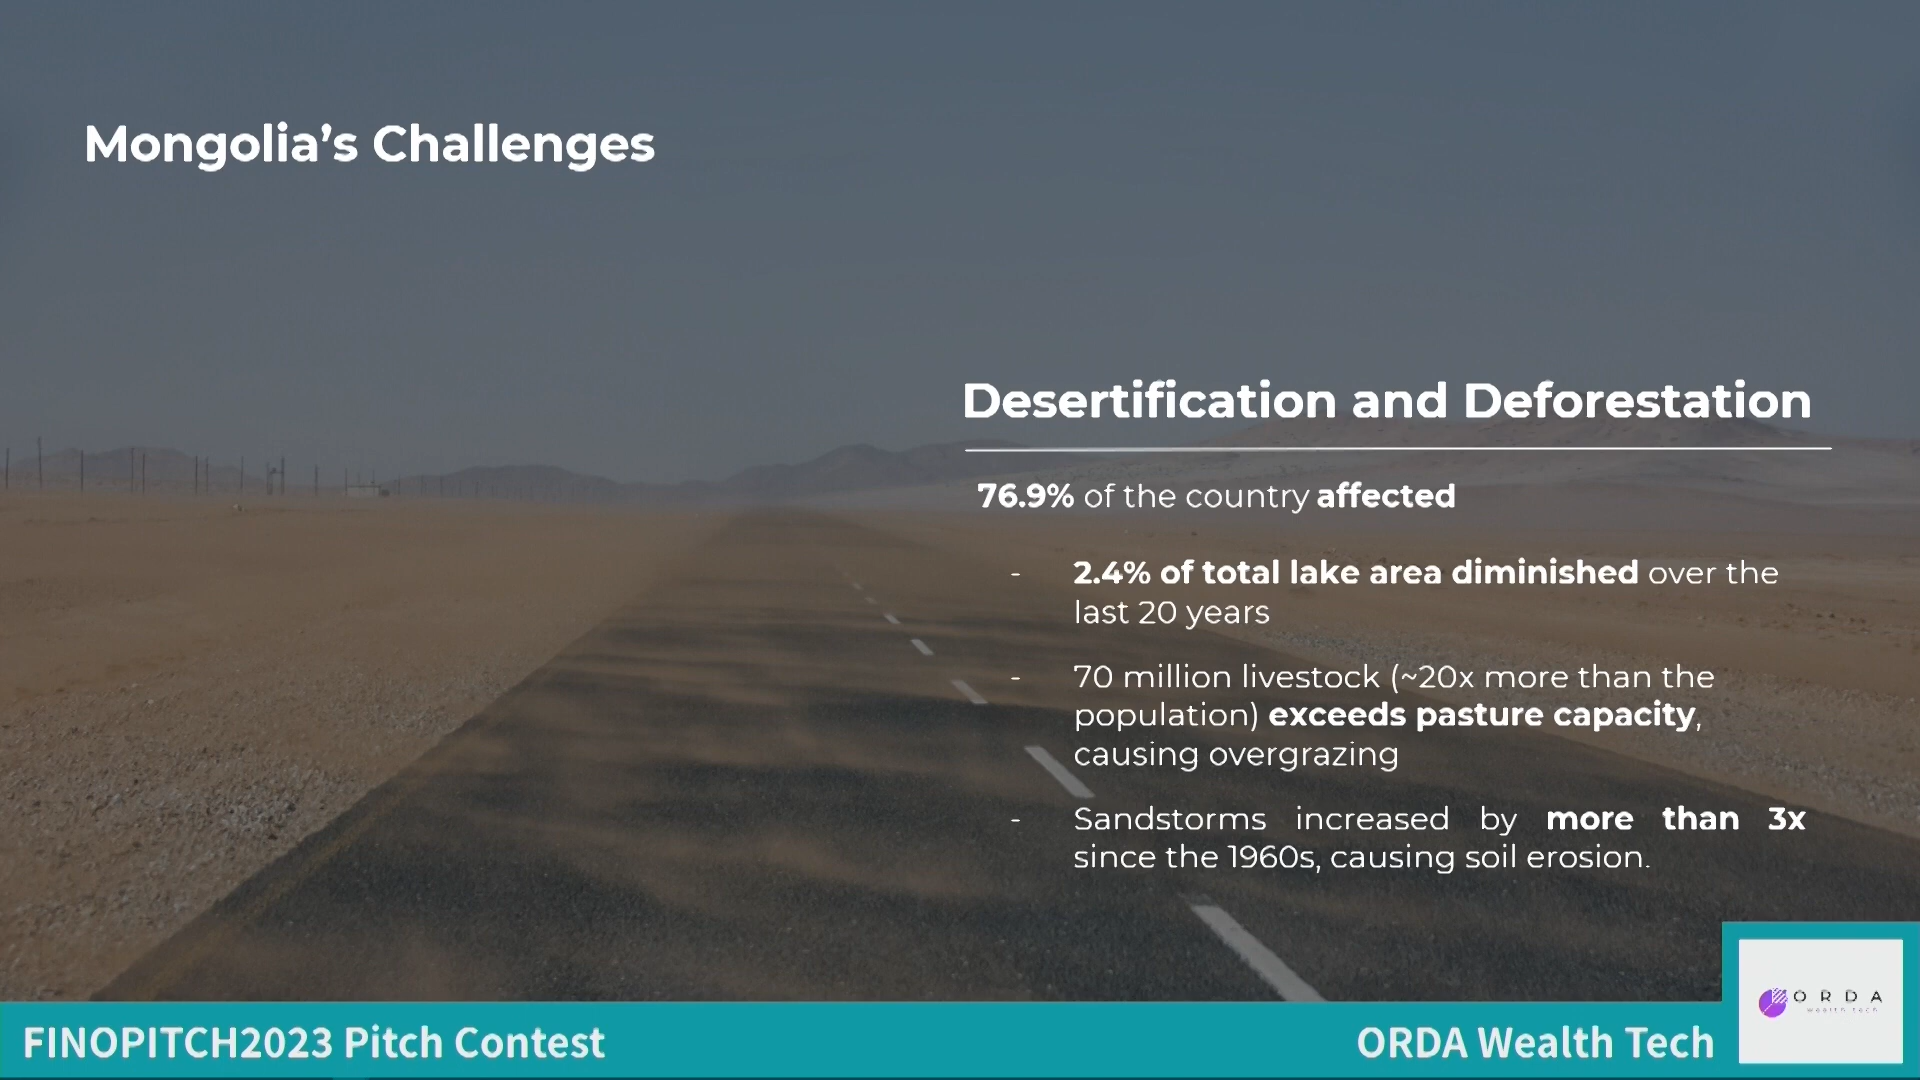 Mongolia’s Challenges
Desertification and Deforestation
76.9% of the country affected
- 2.4% of total lake area diminished over the
last 20 years
- 70 million livestock (~20x more than the
population) exceeds pasture capacity,
causing overgrazing
- Sandstorms increased by more than 3x
since the 1960s, causing soil erosion.
FINOPITCH2023 Pitch Contest
ORDA Wealth Tech
ORDA
wealth tech